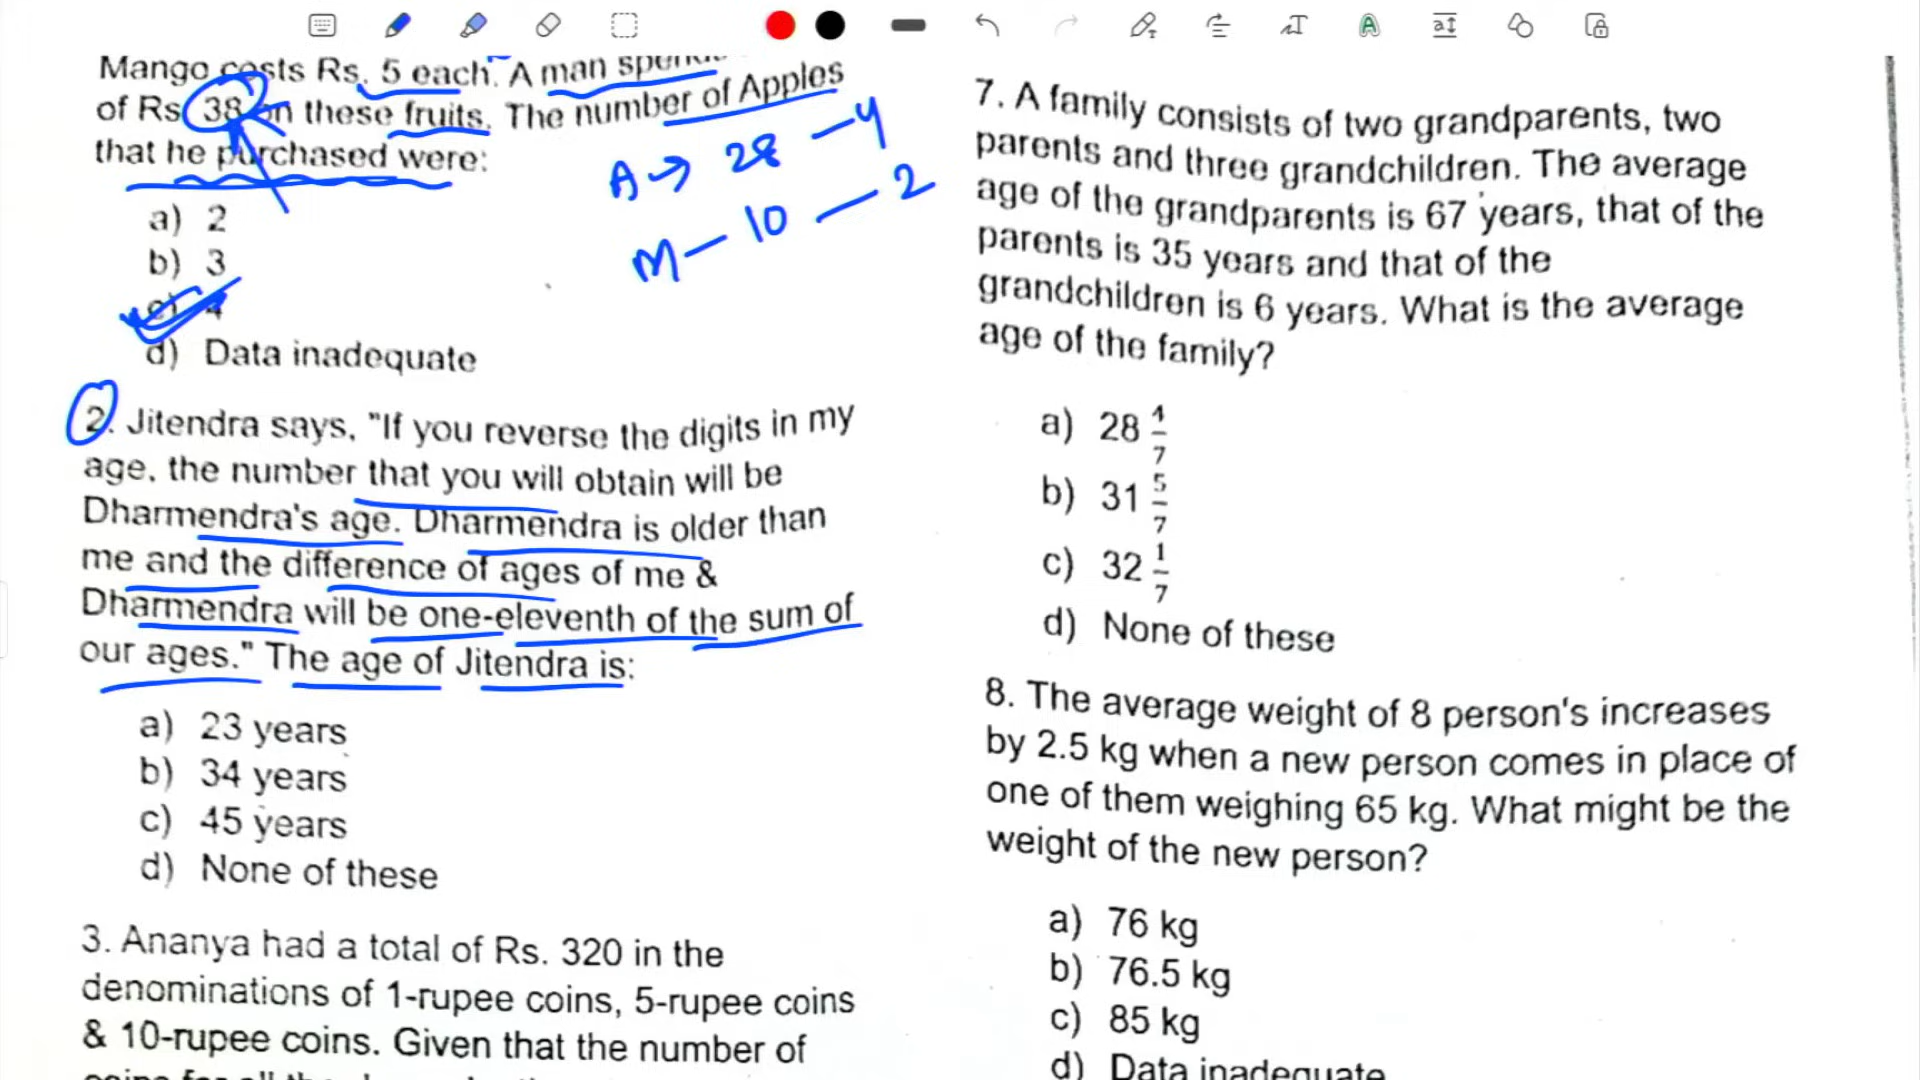 Mango costs Rs. 5 each. A man
of Rs 38 on these fruits. The number of Apples
that he purchased were:
A → 28 — 4
M — 10 — 2
a) 2
b) 3
c) 4
d) Data inadequate
2. Jitendra says, "If you reverse the digits in my
age, the number that you will obtain will be
Dharmendra's age. Dharmendra is older than
me and the difference of ages of me &
Dharmendra will be one-eleventh of the sum of
our ages." The age of Jitendra is:
a) 23 years
b) 34 years
c) 45 years
d) None of these
3. Ananya had a total of Rs. 320 in the
denominations of 1-rupee coins, 5-rupee coins
& 10-rupee coins. Given that the number of
7. A family consists of two grandparents, two
parents and three grandchildren. The average
age of the grandparents is 67 years, that of the
parents is 35 years and that of the
grandchildren is 6 years. What is the average
age of the family?
a) 28 4/7
b) 31 5/7
c) 32 1/7
d) None of these
8. The average weight of 8 person's increases
by 2.5 kg when a new person comes in place of
one of them weighing 65 kg. What might be the
weight of the new person?
a) 76 kg
b) 76.5 kg
c) 85 kg
d) Data inadequate